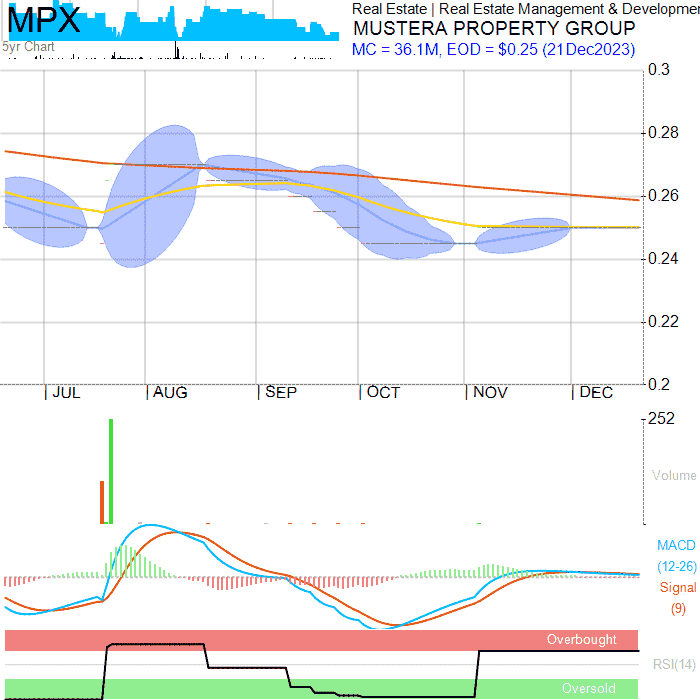 MPX
Real Estate | Real Estate Management & Developmen
MUSTERA PROPERTY GROUP
5yr Chart
MC = 36.1M, EOD = $0.25 (21Dec2023)
0.3
0.28
0.26
0.24
0.22
0.2
JUL AUG SEP OCT NOV DEC
252
Volume
MACD
(12-26)
Signal
(9)
Overbought
RSI(14)
Oversold